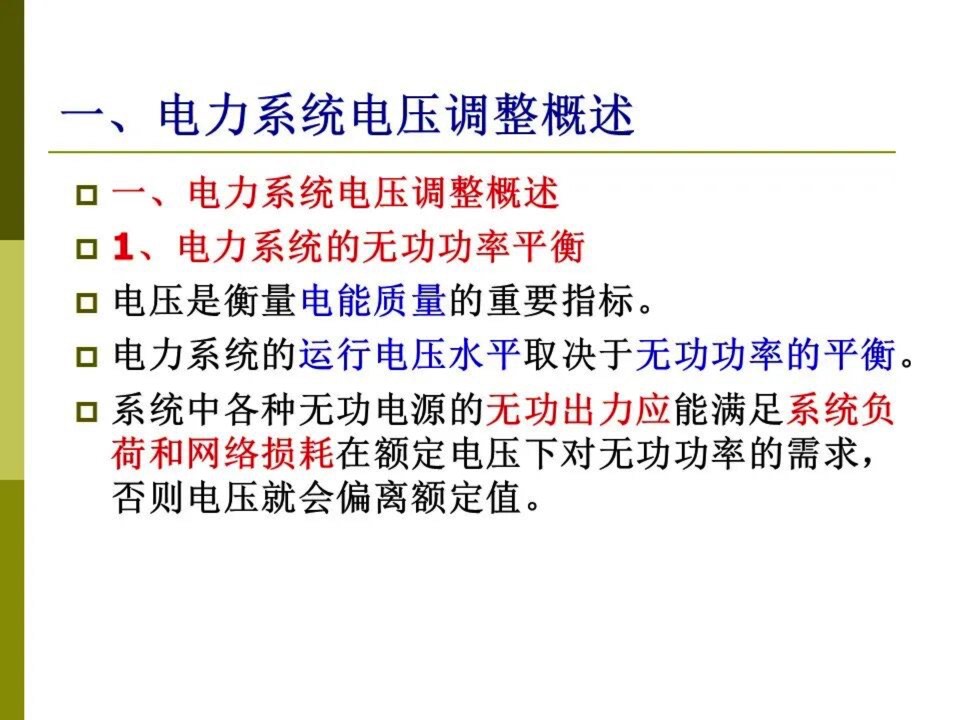 一、电力系统电压调整概述
一、电力系统电压调整概述
1、电力系统的无功功率平衡
电压是衡量电能质量的重要指标。
电力系统的运行电压水平取决于无功功率的平衡。
系统中各种无功电源的无功出力应能满足系统负
荷和网络损耗在额定电压下对无功功率的需求，
否则电压就会偏离额定值。